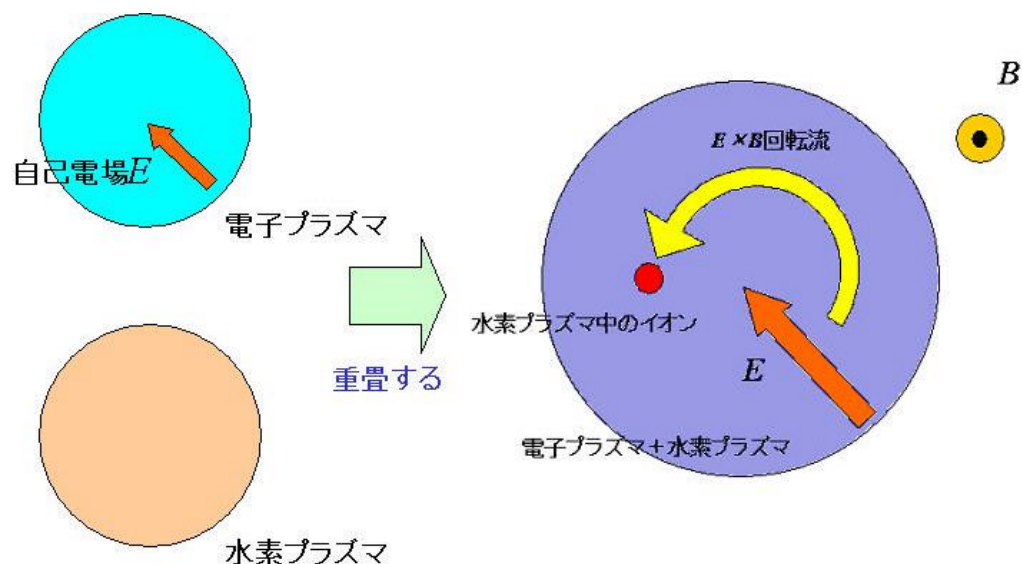 自己電場E
電子プラズマ
水素プラズマ
重畳する
B
E×B回転流
水素プラズマ中のイオン
E
電子プラズマ+水素プラズマ